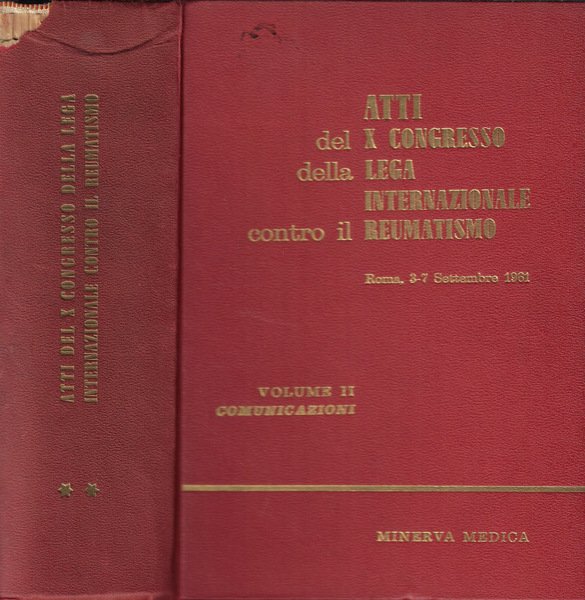 ATTI DEL X CONGRESSO DELLA LEGA
INTERNAZIONALE CONTRO IL REUMATISMO
ATTI
del X CONGRESSO
della LEGA
INTERNAZIONALE
contro il REUMATISMO
Roma, 3-7 Settembre 1961
VOLUME II
COMUNICAZIONI
MINERVA MEDICA